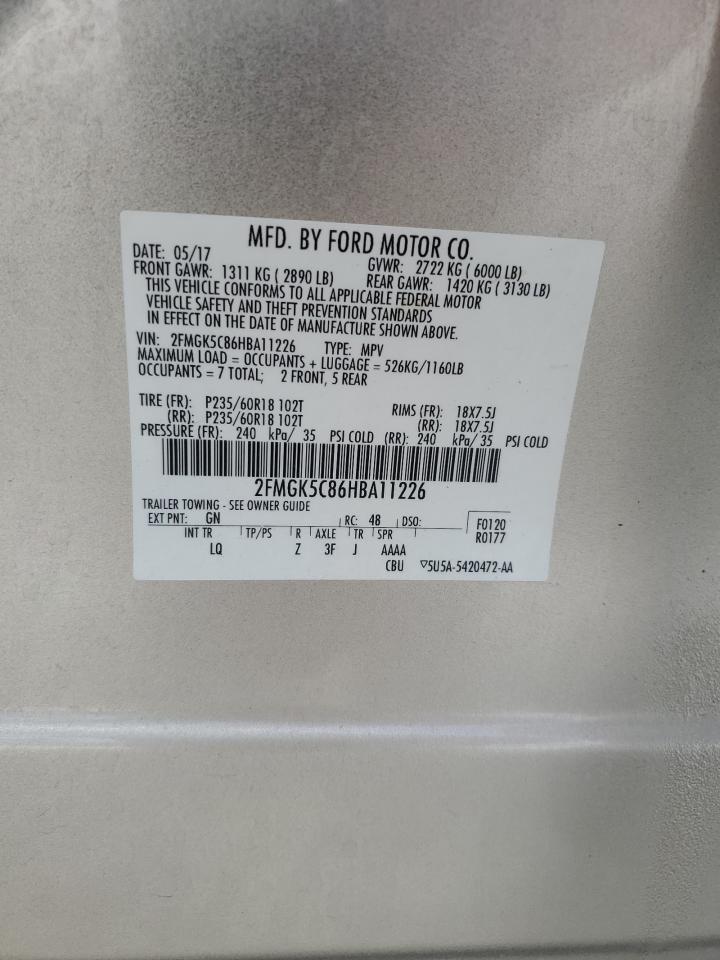 MFD. BY FORD MOTOR CO.
DATE: 05/17 GVWR: 2722 KG ( 6000 LB)
FRONT GAWR: 1311 KG ( 2890 LB) REAR GAWR: 1420 KG ( 3130 LB)
THIS VEHICLE CONFORMS TO ALL APPLICABLE FEDERAL MOTOR
VEHICLE SAFETY AND THEFT PREVENTION STANDARDS
IN EFFECT ON THE DATE OF MANUFACTURE SHOWN ABOVE.
VIN: 2FMGK5C86HBA11226 TYPE: MPV
MAXIMUM LOAD = OCCUPANTS + LUGGAGE = 526KG/1160LB
OCCUPANTS = 7 TOTAL; 2 FRONT, 5 REAR
TIRE (FR): P235/60R18 102T RIMS (FR): 18X7.5J
(RR): P235/60R18 102T (RR): 18X7.5J
PRESSURE (FR): 240 kPa/ 35 PSI COLD (RR): 240 kPa/ 35 PSI COLD
2FMGK5C86HBA11226
TRAILER TOWING - SEE OWNER GUIDE
EXT PNT: GN RC: 48 DSO: F0120
R0177
INT TR TP/PS R AXLE TR SPR
LQ Z 3F J AAAA
CBU ▽5U5A-5420472-AA